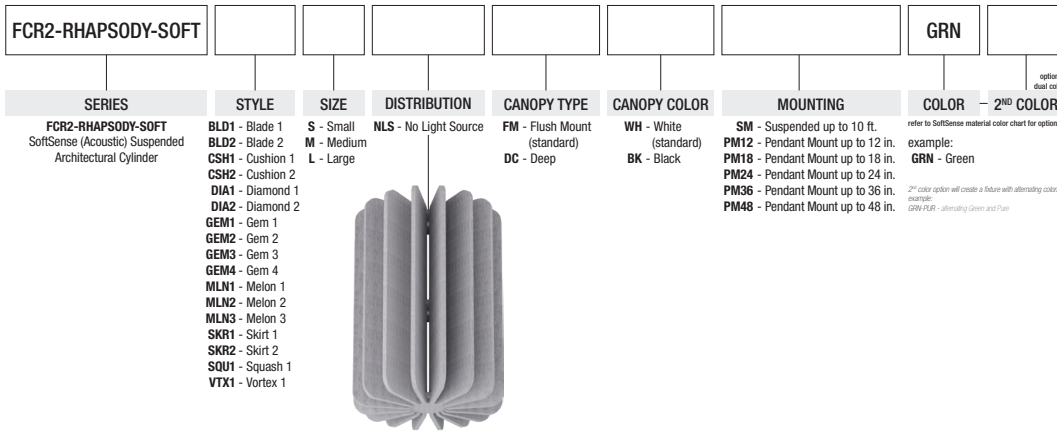 FCR2-RHAPSODY-SOFT
GRN
option
dual col
SERIES
STYLE
SIZE
DISTRIBUTION
CANOPY TYPE
CANOPY COLOR
MOUNTING
COLOR – 2ND COLOR
FCR2-RHAPSODY-SOFT
SoftSense (Acoustic) Suspended
Architectural Cylinder
BLD1 - Blade 1
BLD2 - Blade 2
CSH1 - Cushion 1
CSH2 - Cushion 2
DIA1 - Diamond 1
DIA2 - Diamond 2
GEM1 - Gem 1
GEM2 - Gem 2
GEM3 - Gem 3
GEM4 - Gem 4
MLN1 - Melon 1
MLN2 - Melon 2
MLN3 - Melon 3
SKR1 - Skirt 1
SKR2 - Skirt 2
SQU1 - Squash 1
VTX1 - Vortex 1
S - Small
M - Medium
L - Large
NLS - No Light Source
FM - Flush Mount
(standard)
DC - Deep
WH - White
(standard)
BK - Black
SM - Suspended up to 10 ft.
PM12 - Pendant Mount up to 12 in.
PM18 - Pendant Mount up to 18 in.
PM24 - Pendant Mount up to 24 in.
PM36 - Pendant Mount up to 36 in.
PM48 - Pendant Mount up to 48 in.
refer to SoftSense material color chart for option
example:
GRN - Green
2nd color option will create a fixture with alternating color
example:
GRN-PUR - alternating Green and Pure